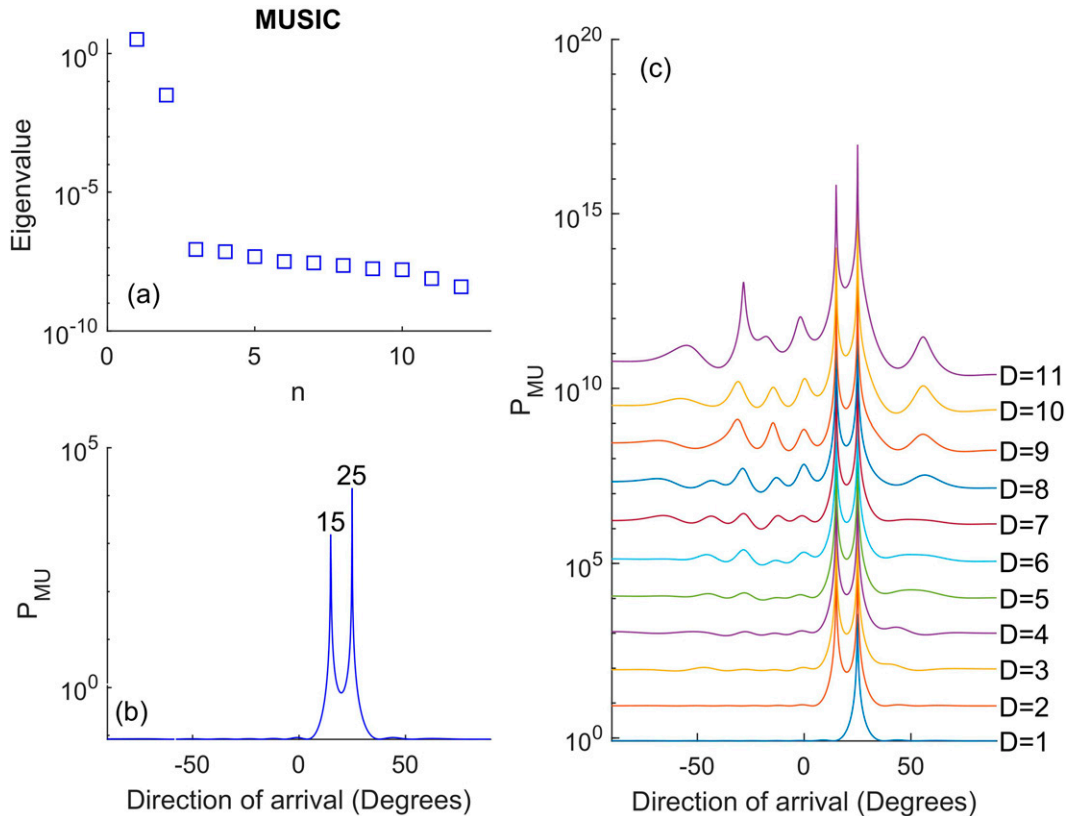 MUSIC
10^0
10^-5
10^-10
Eigenvalue
(a)
0 5 10
n
10^5
10^0
P_MU
15
25
(b)
-50 0 50
Direction of arrival (Degrees)
(c)
10^20
10^15
10^10
10^5
10^0
P_MU
D=11
D=10
D=9
D=8
D=7
D=6
D=5
D=4
D=3
D=2
D=1
-50 0 50
Direction of arrival (Degrees)